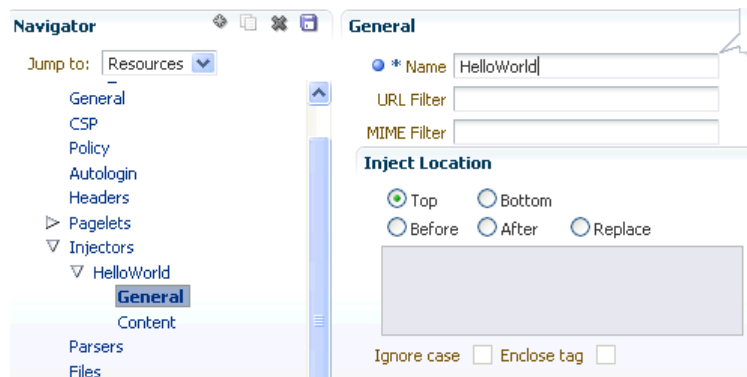 Navigator
Jump to: Resources
General
CSP
Policy
Autologin
Headers
Pagelets
Injectors
HelloWorld
General
Content
Parsers
Files
General
* Name HelloWorld
URL Filter
MIME Filter
Inject Location
Top Bottom
Before After Replace
Ignore case Enclose tag